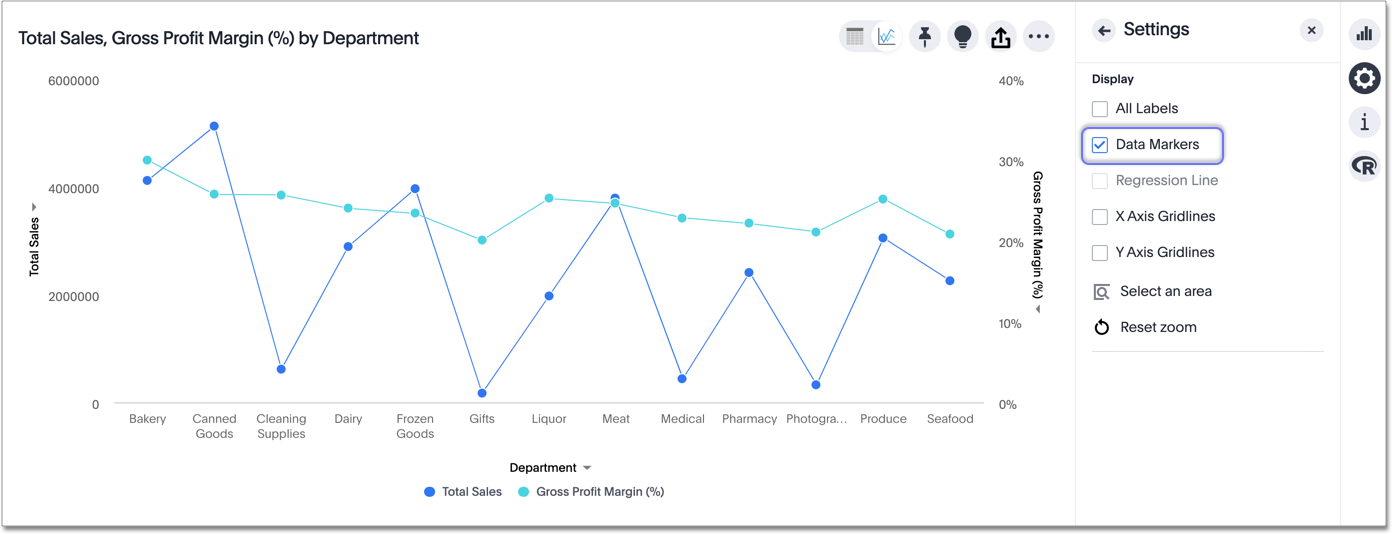 Total Sales, Gross Profit Margin (%) by Department
6000000
4000000
2000000
0
Total Sales
40%
30%
20%
10%
0%
Gross Profit Margin (%)
Bakery
Canned
Goods
Cleaning
Supplies
Dairy
Frozen
Goods
Gifts
Liquor
Meat
Medical
Pharmacy
Photogra...
Produce
Seafood
Department
Total Sales
Gross Profit Margin (%)
Settings
Display
All Labels
Data Markers
Regression Line
X Axis Gridlines
Y Axis Gridlines
Select an area
Reset zoom
i
R